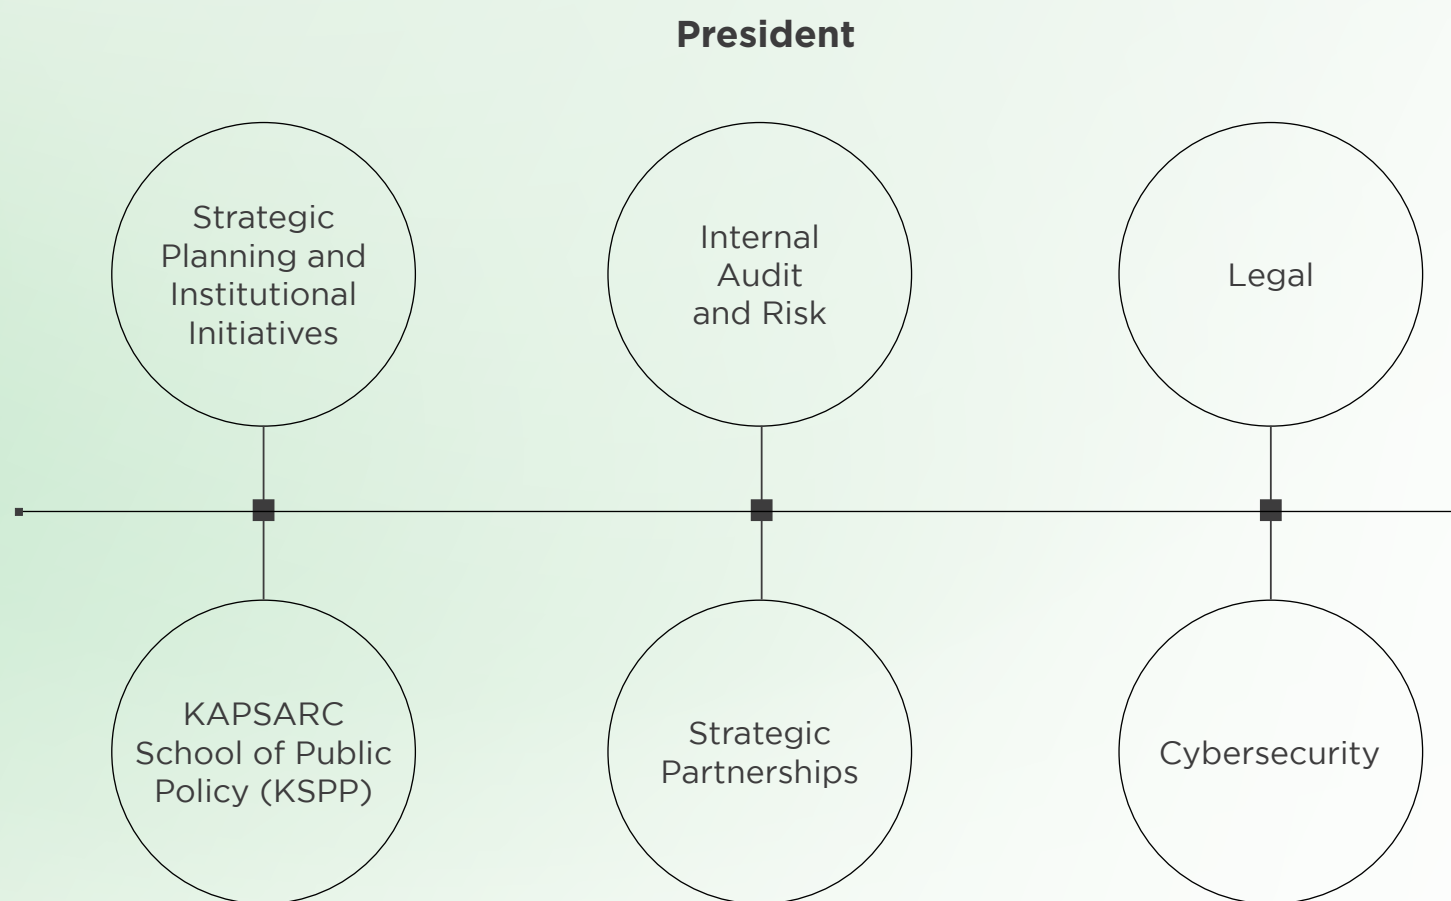 President
Strategic
Planning and
Institutional
Initiatives
Internal
Audit
and Risk
Legal
KAPSARC
School of Public
Policy (KSPP)
Strategic
Partnerships
Cybersecurity